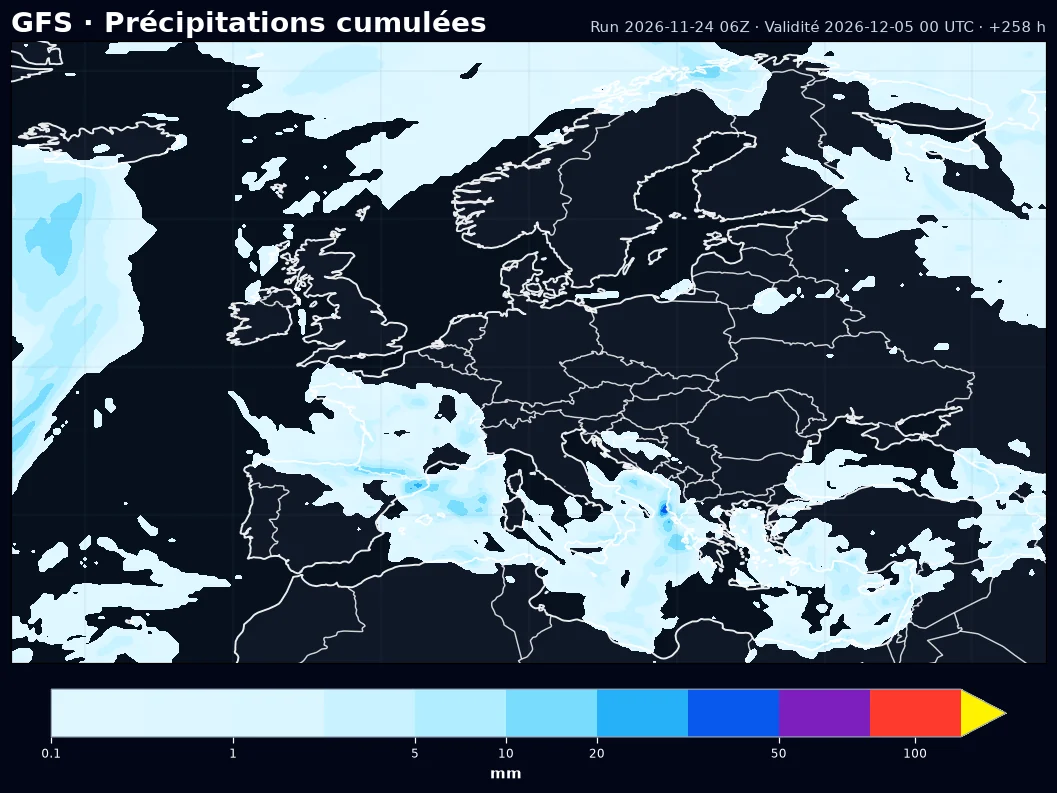 GFS · Précipitations cumulées
Run 2026-11-24 06Z · Validité 2026-12-05 00 UTC · +258 h
0.1 1 5 10 20 50 100
mm